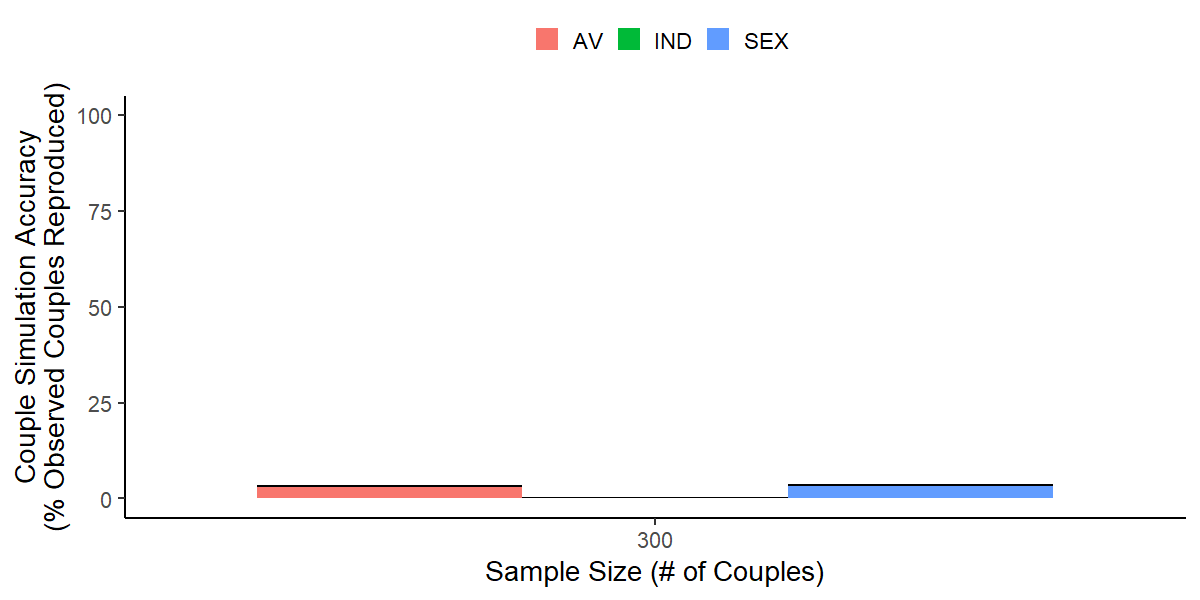 AV IND SEX
Couple Simulation Accuracy
(% Observed Couples Reproduced)
100
75
50
25
0
300
Sample Size (# of Couples)